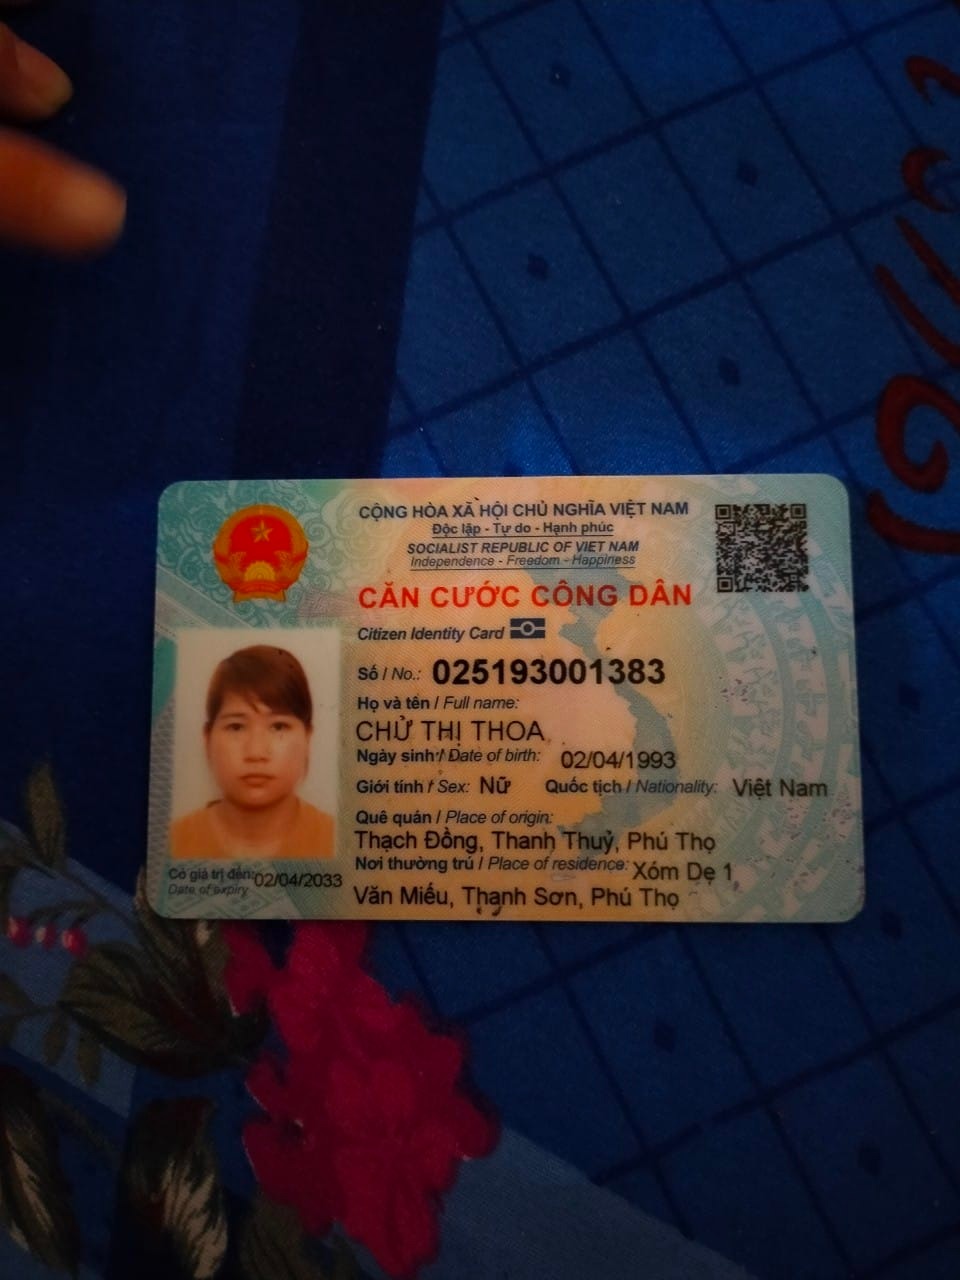 CỘNG HÒA XÃ HỘI CHỦ NGHĨA VIỆT NAM
Độc lập - Tự do - Hạnh phúc
SOCIALIST REPUBLIC OF VIET NAM
Independence - Freedom - Happiness
CĂN CƯỚC CÔNG DÂN
Citizen Identity Card
Số / No.: 025193001383
Họ và tên / Full name:
CHỬ THỊ THOA
Ngày sinh / Date of birth: 02/04/1993
Giới tính / Sex: Nữ Quốc tịch / Nationality: Việt Nam
Quê quán / Place of origin:
Thạch Đồng, Thanh Thuỷ, Phú Thọ
Nơi thường trú / Place of residence: Xóm Dẹ 1
Văn Miếu, Thanh Sơn, Phú Thọ
Có giá trị đến: 02/04/2033
Date of expiry